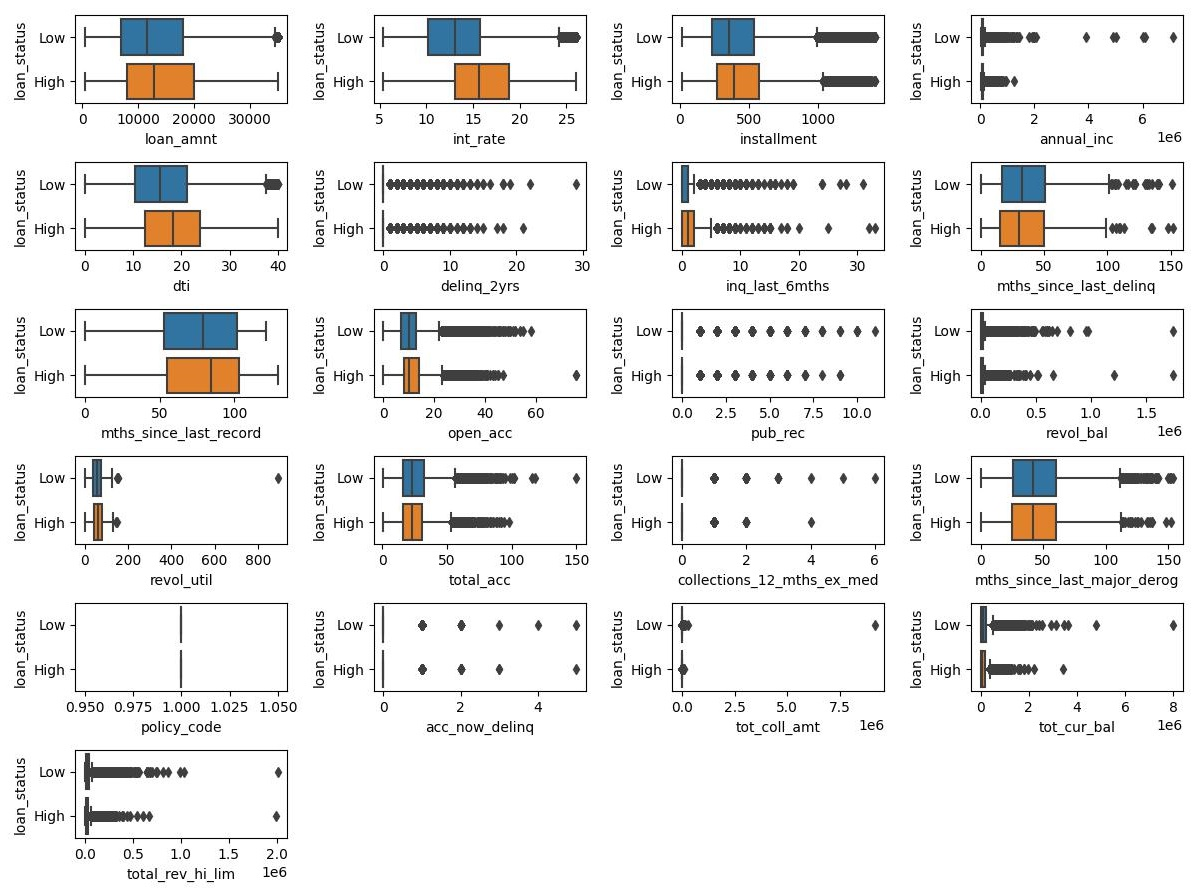 loan_status
Low
High
0 10000 20000 30000
loan_amnt
loan_status
Low
High
5 10 15 20 25
int_rate
loan_status
Low
High
0 500 1000
installment
loan_status
Low
High
0 2 4 6
1e6
annual_inc
loan_status
Low
High
0 10 20 30 40
dti
loan_status
Low
High
0 10 20 30
delinq_2yrs
loan_status
Low
High
0 10 20 30
inq_last_6mths
loan_status
Low
High
0 50 100 150
mths_since_last_delinq
loan_status
Low
High
0 50 100
mths_since_last_record
loan_status
Low
High
0 20 40 60
open_acc
loan_status
Low
High
0.0 2.5 5.0 7.5 10.0
pub_rec
loan_status
Low
High
0.0 0.5 1.0 1.5
1e6
revol_bal
loan_status
Low
High
0 200 400 600 800
revol_util
loan_status
Low
High
0 50 100 150
total_acc
loan_status
Low
High
0 2 4 6
collections_12_mths_ex_med
loan_status
Low
High
0 50 100 150
mths_since_last_major_derog
loan_status
Low
High
0.950 0.975 1.000 1.025 1.050
policy_code
loan_status
Low
High
0 2 4
acc_now_delinq
loan_status
Low
High
0.0 2.5 5.0 7.5
1e6
tot_coll_amt
loan_status
Low
High
0 2 4 6 8
1e6
tot_cur_bal
loan_status
Low
High
0.0 0.5 1.0 1.5 2.0
1e6
total_rev_hi_lim